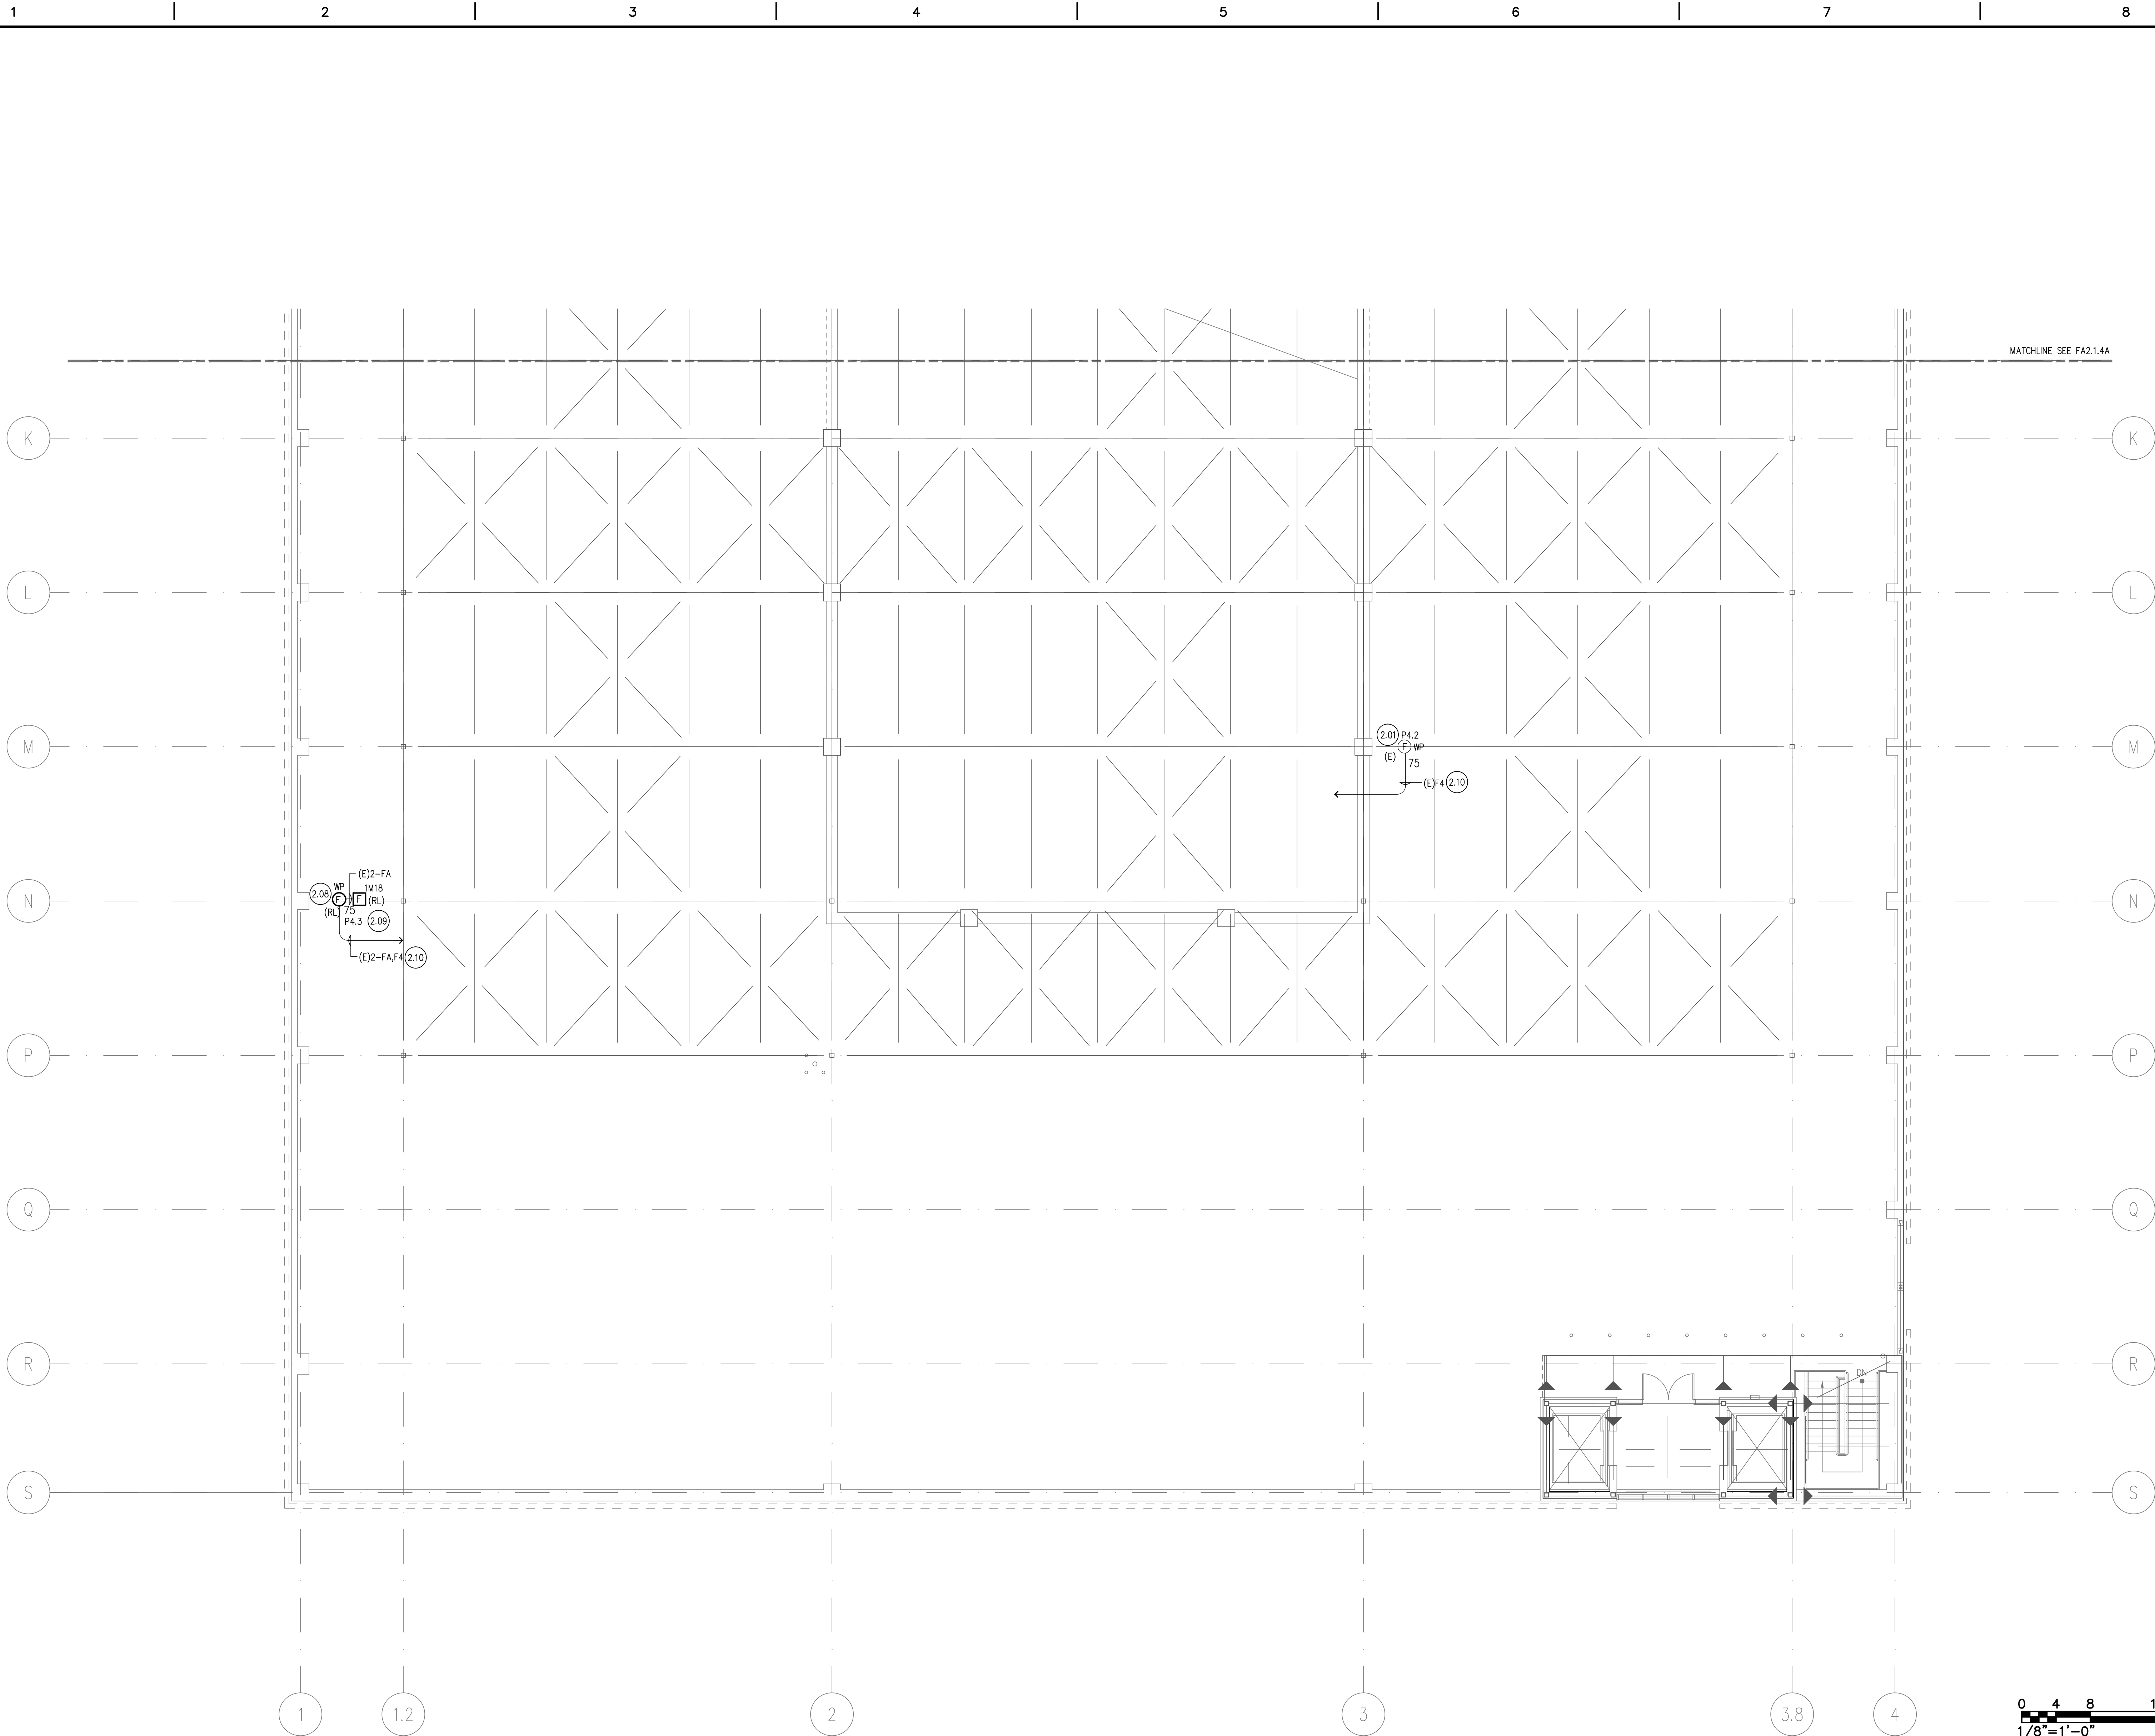 1 2 3 4 5 6 7 8
MATCHLINE SEE FA2.1.4A
K K
L L
2.01 P4.2
M F WP M
(E)
75
(E)F4 2.10
(E)2-FA
WP 1M18
2.08 F F (RL)
N N
(RL) 75
P4.3 2.09
(E)2-FA,F4 2.10
P P
Q Q
R R
DN
S S
1 1.2 2 3 3.8 4
0 4 8 1
1/8"=1'-0"